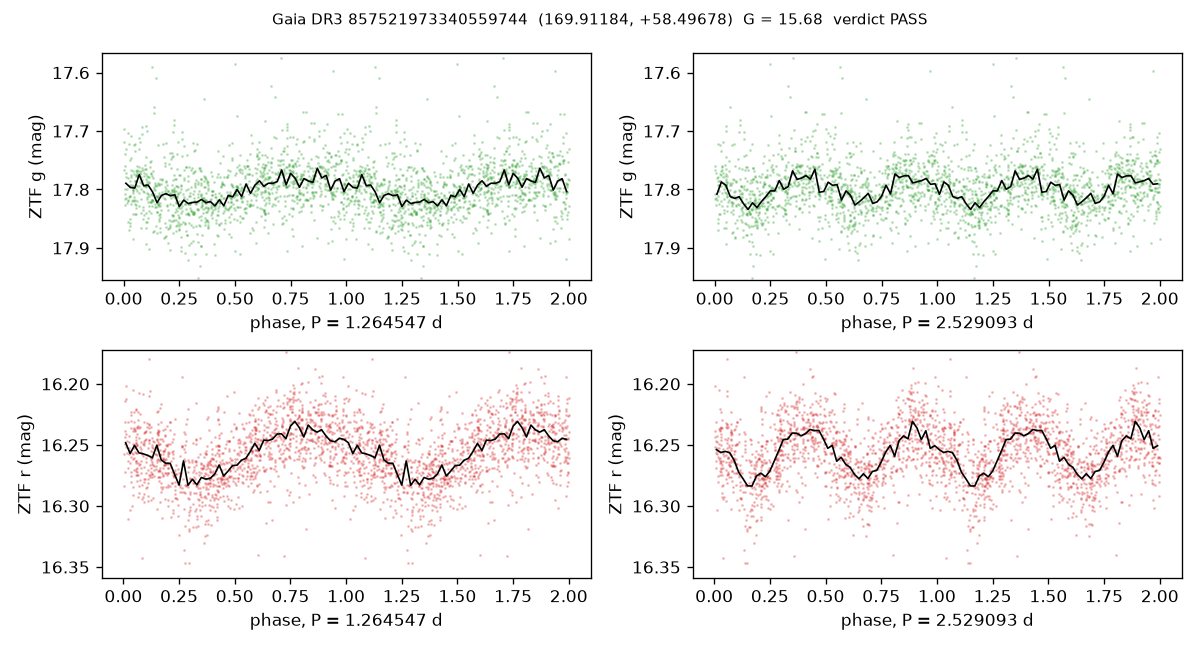 Gaia DR3 857521973340559744 (169.91184, +58.49678) G = 15.68 verdict PASS
ZTF g (mag)
17.6
17.7
17.8
17.9
0.00 0.25 0.50 0.75 1.00 1.25 1.50 1.75 2.00
phase, P = 1.264547 d
ZTF g (mag)
17.6
17.7
17.8
17.9
0.00 0.25 0.50 0.75 1.00 1.25 1.50 1.75 2.00
phase, P = 2.529093 d
ZTF r (mag)
16.20
16.25
16.30
16.35
0.00 0.25 0.50 0.75 1.00 1.25 1.50 1.75 2.00
phase, P = 1.264547 d
ZTF r (mag)
16.20
16.25
16.30
16.35
0.00 0.25 0.50 0.75 1.00 1.25 1.50 1.75 2.00
phase, P = 2.529093 d